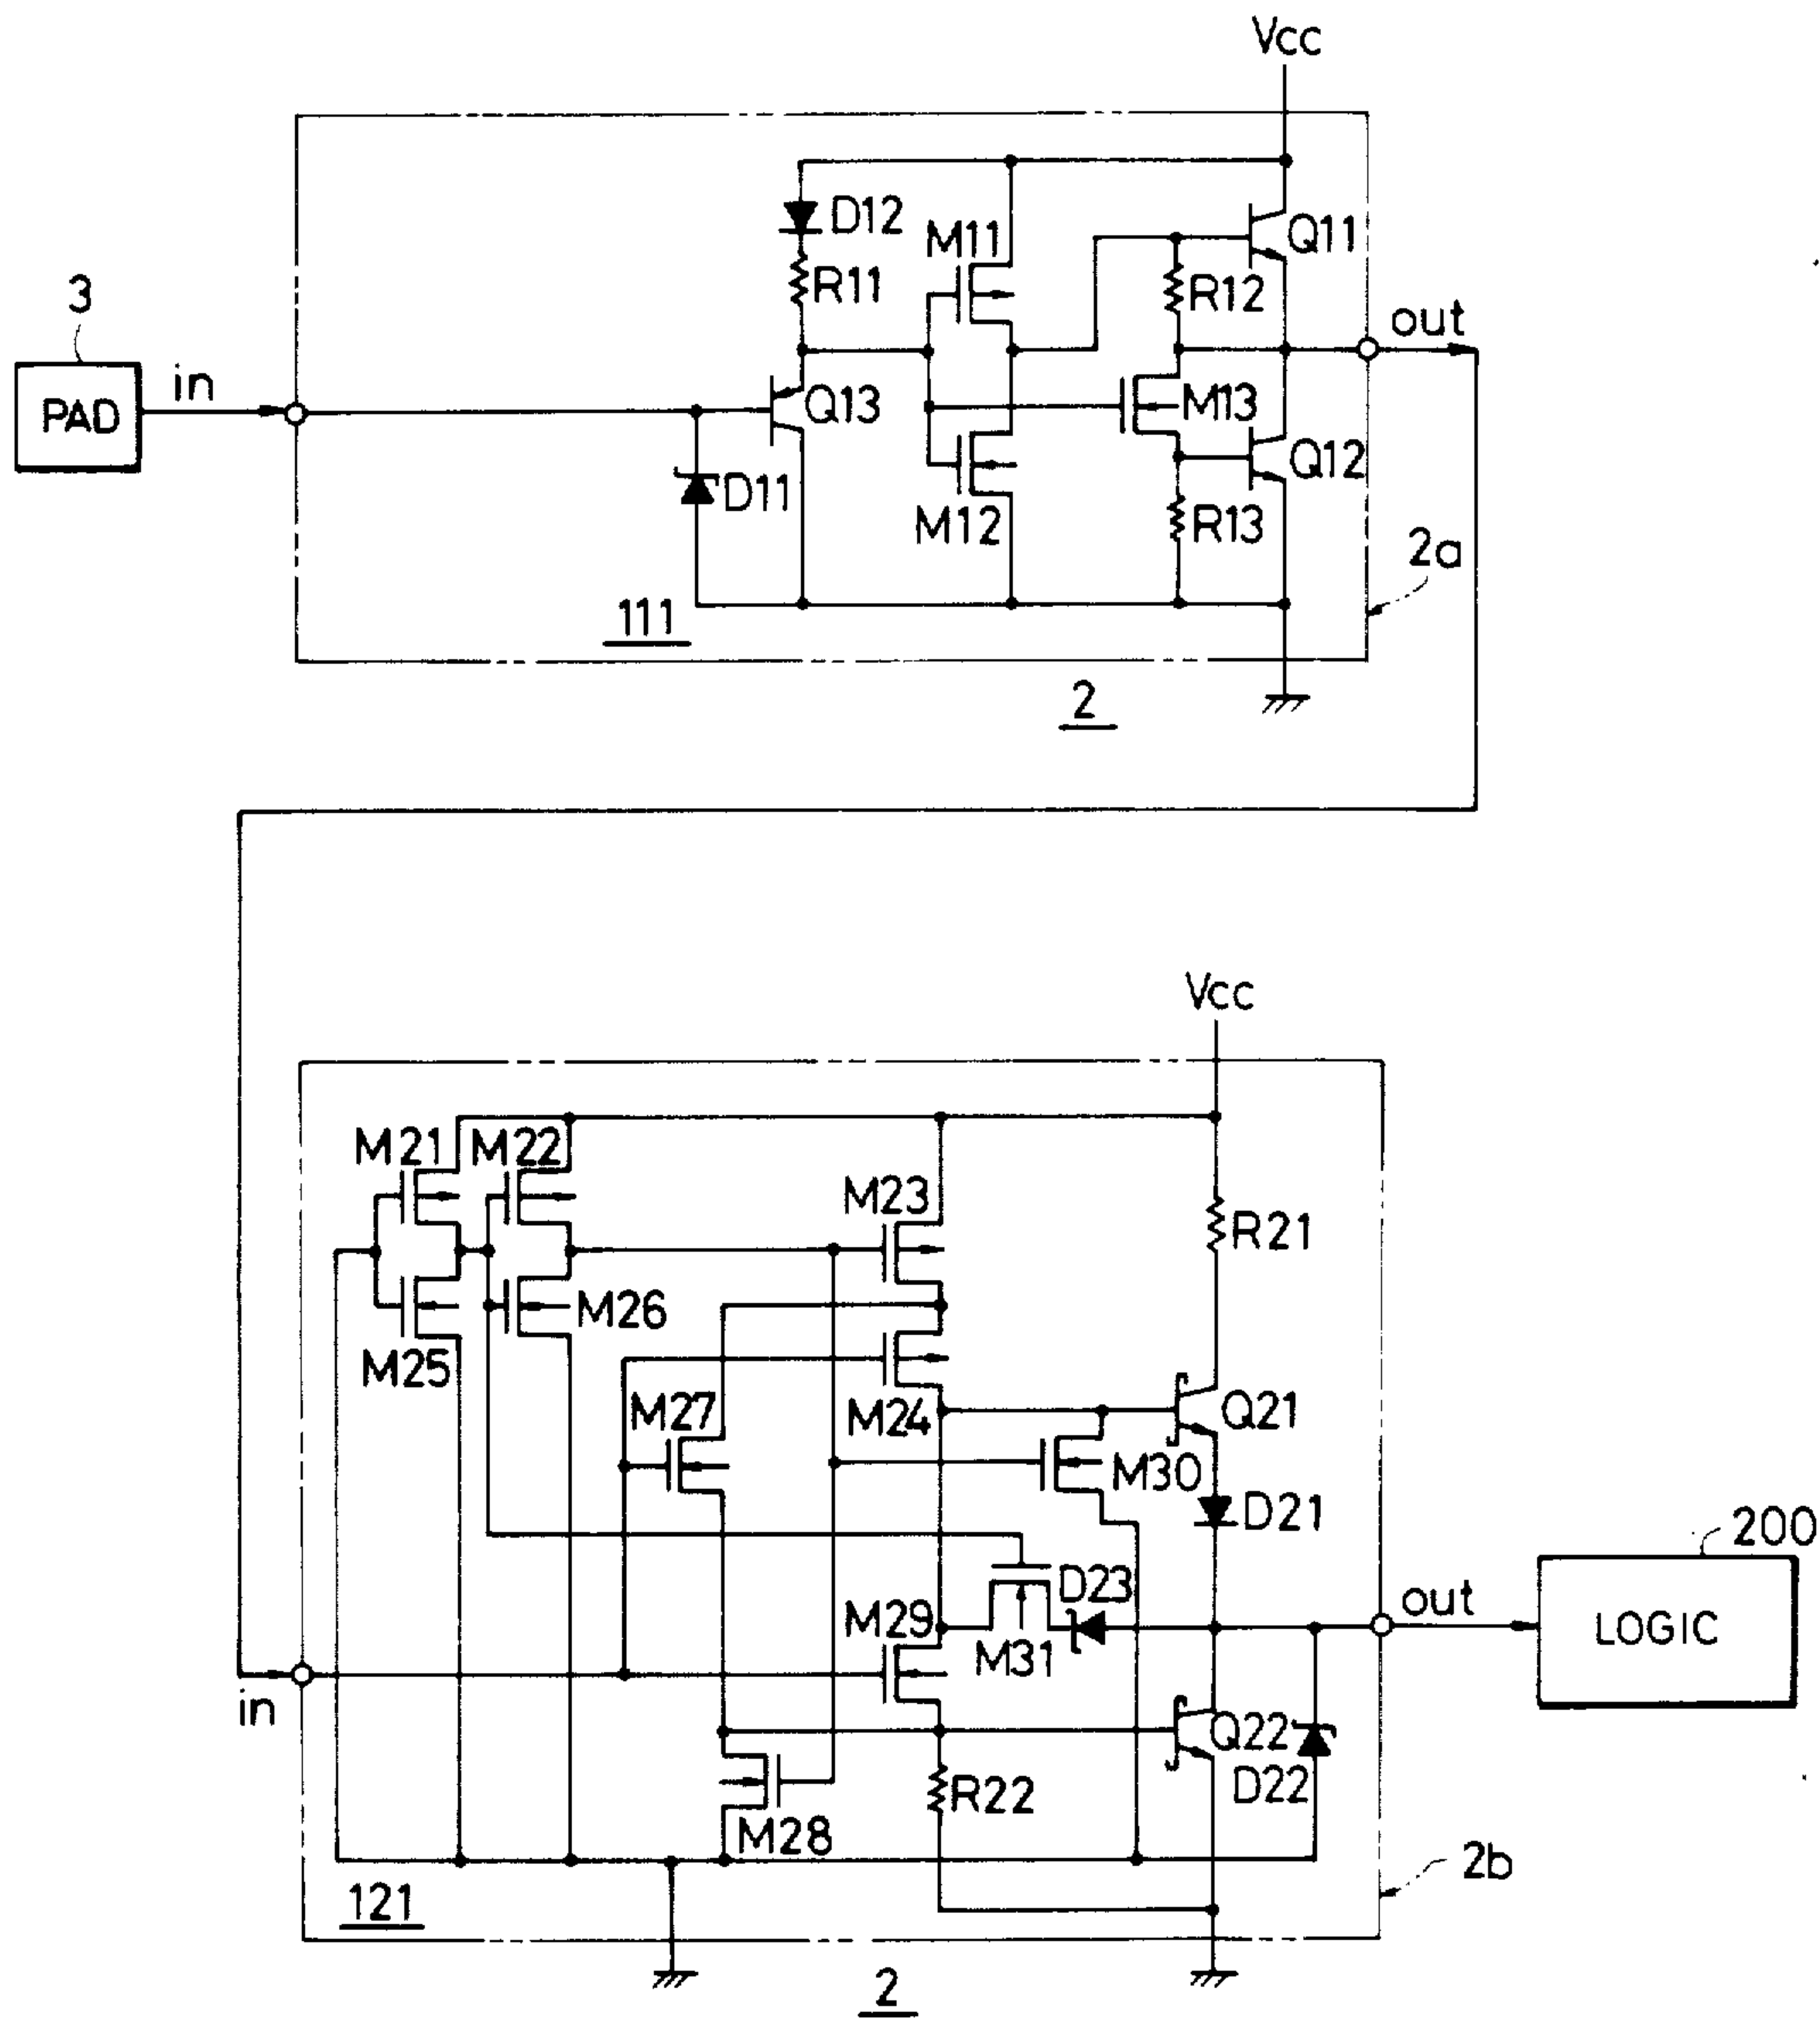 Vcc
D12
M11
Q11
R11
R12
3
out
in
PAD
Q13
M13
D11
Q12
M12
R13
2a
111
2
Vcc
M21
M22
M23
R21
M26
M25
M27
M24
Q21
M30
D21
200
D23
out
M29
LOGIC
M31
in
Q22
R22
D22
M28
2b
121
2